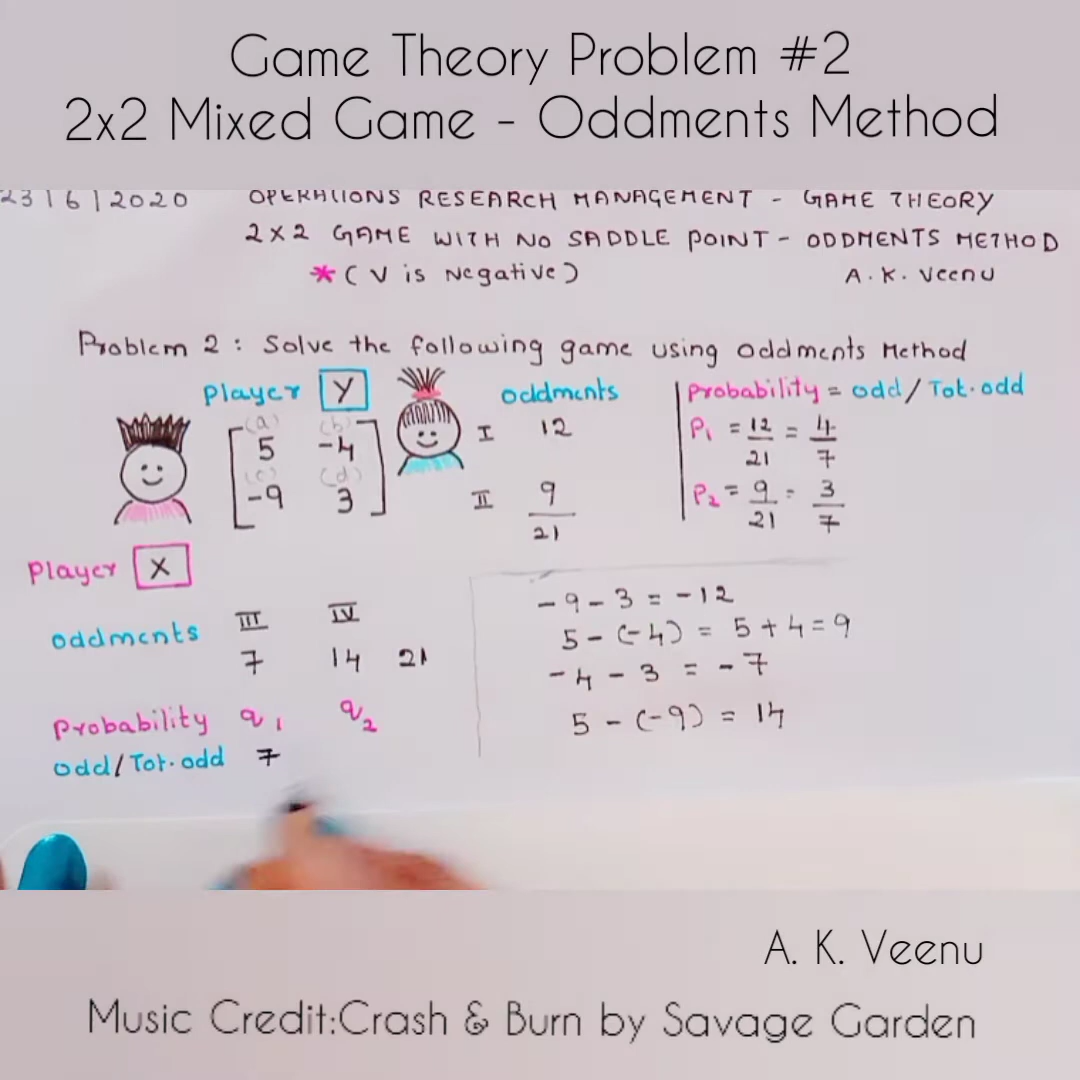 Game Theory Problem #2
2x2 Mixed Game - Oddments Method
23|6|2020 OPERATIONS RESEARCH MANAGEMENT - GAME THEORY
2X2 GAME WITH NO SADDLE POINT - ODDMENTS METHOD
* (V is Negative) A. K. Veenu
Problem 2 : Solve the following game using oddments Method
Player Y oddments Probability = odd / Tot. odd
(a) (b)
5 -4 I 12 P1 = 12/21 = 4/7
(c) (d)
-9 3 II 9 P2 = 9/21 = 3/7
21
Player X
III IV
oddments
7 14 21
Probability q1 q2
odd / Tot. odd 7
-9 - 3 = -12
5 - (-4) = 5 + 4 = 9
-4 - 3 = -7
5 - (-9) = 14
A. K. Veenu
Music Credit:Crash & Burn by Savage Garden